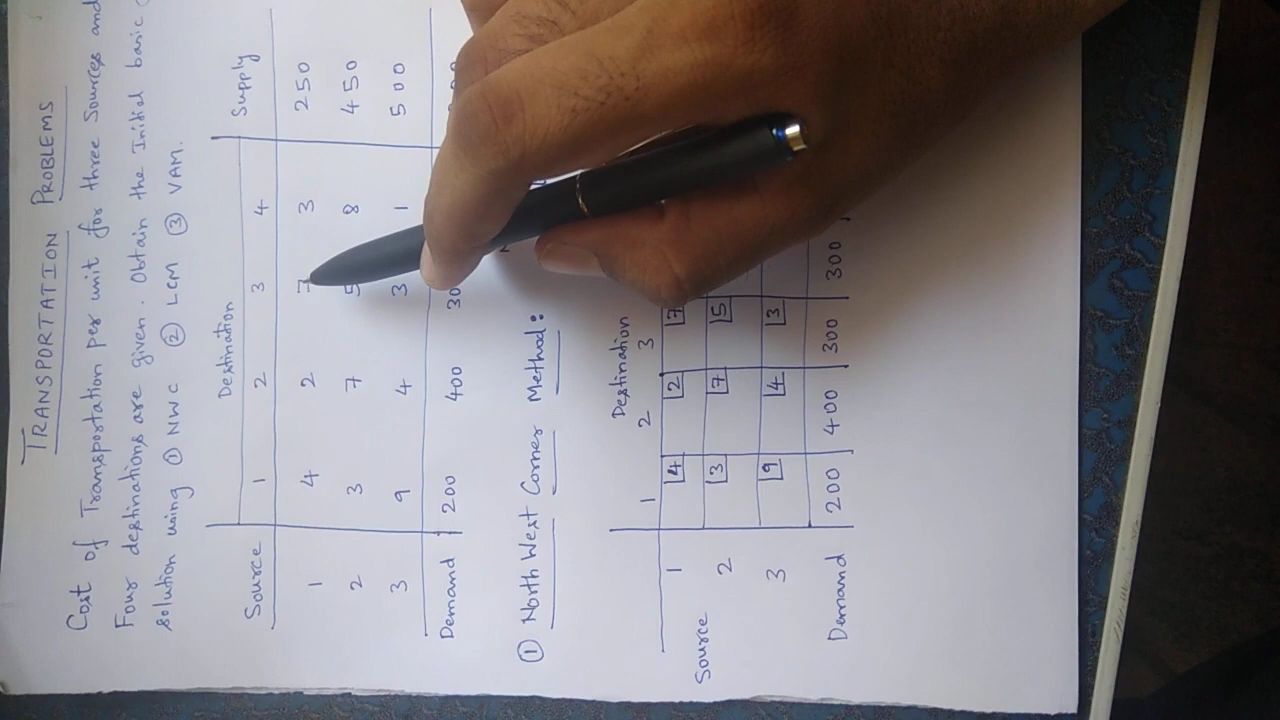 TRANSPORTATION PROBLEMS
Cost of Transportation per unit for three Sources and
Four destinations are given. Obtain the Initial basic
solution using ① NWC ② LCM ③ VAM.
Destination
Source 1 2 3 4 Supply
1 4 2 7 3 250
2 3 7 5 8 450
3 9 4 3 1 500
Demand 200 400 30
① North West Corner Method:
Destination
1 2 3
Source 1 4 2 7
2 3 7 5
3 9 4 3
Demand 200 400 300 300